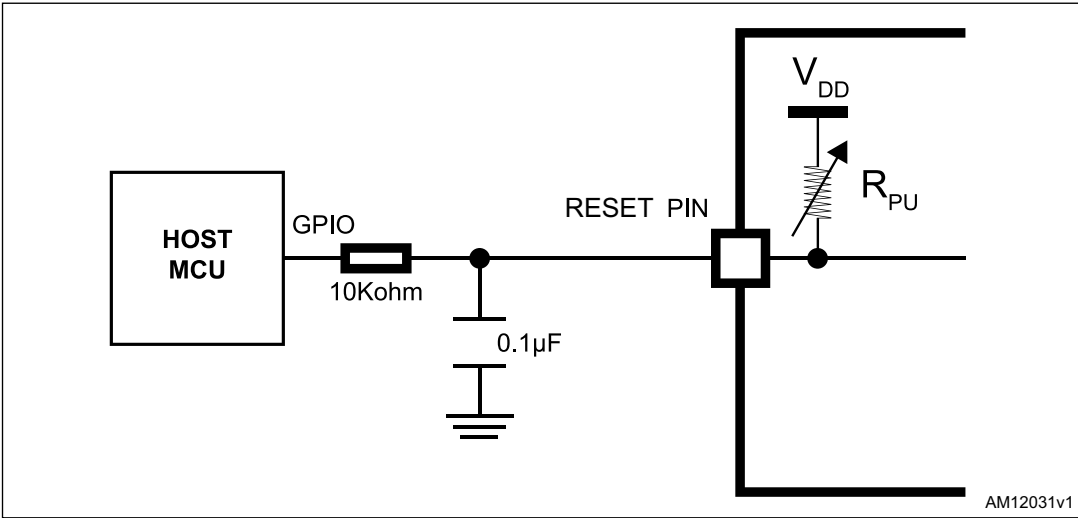 V DD
R PU
RESET PIN
GPIO
HOST
MCU
10Kohm
0.1µF
AM12031v1